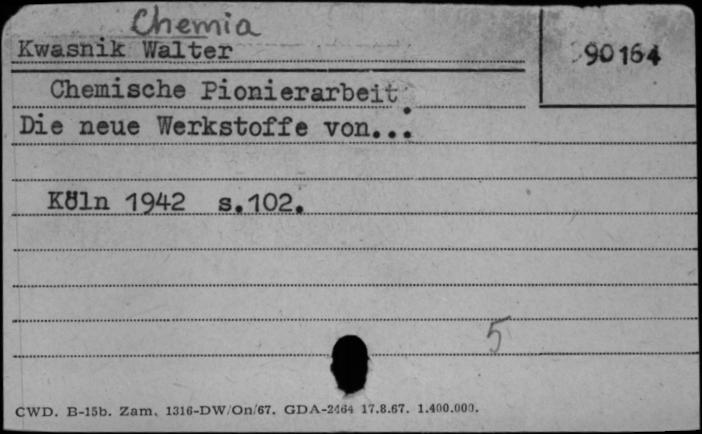 Chemia
Kwasnik Walter
90164
Chemische Pionierarbeit.
Die neue Werkstoffe von...
Köln 1942 s.102.
5
CWD. B-15b. Zam. 1316-DW/On/67. GDA-2464 17.8.67. 1.400.000.